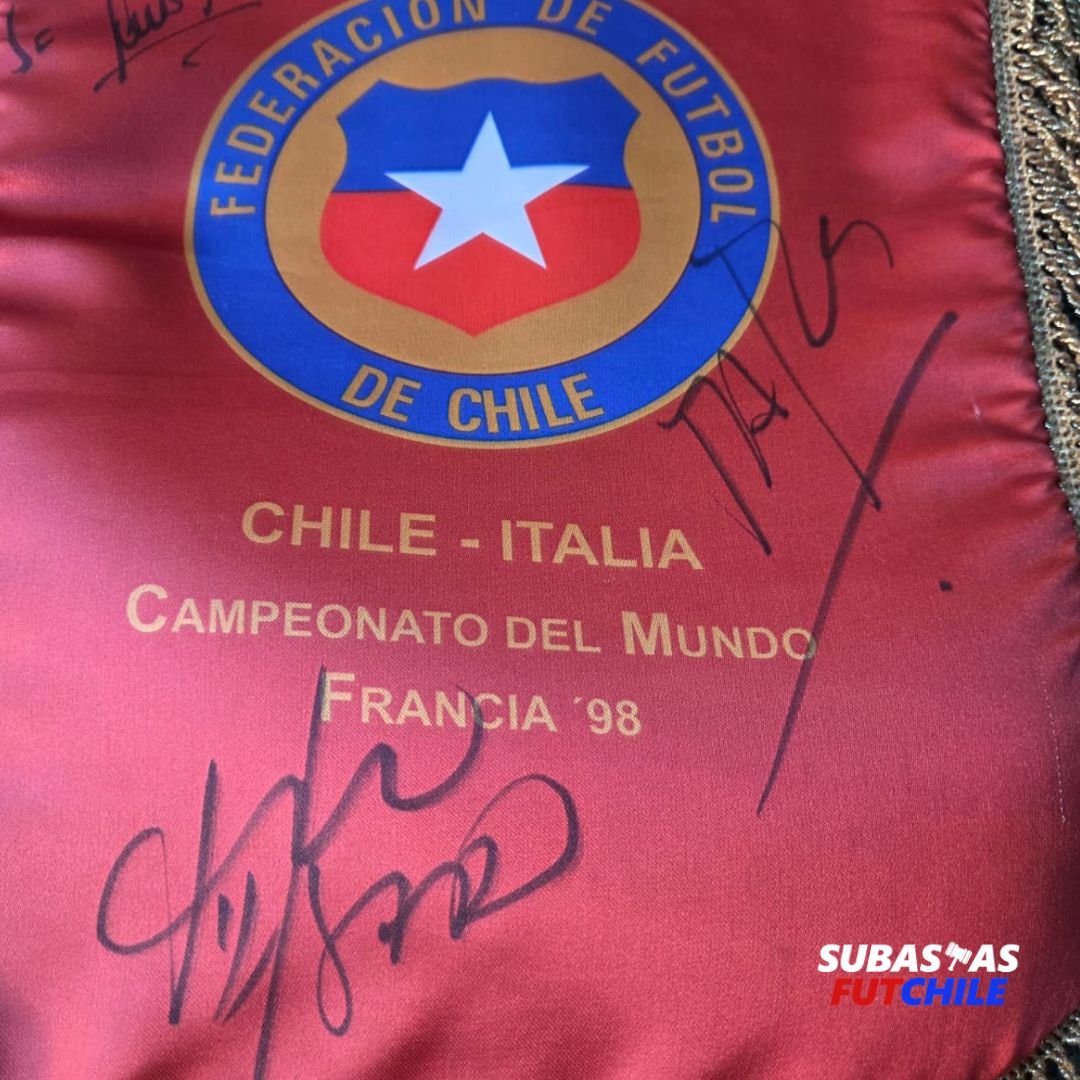 FEDERACION DE FUTBOL
DE CHILE
CHILE - ITALIA
CAMPEONATO DEL MUNDO
FRANCIA ´98
SUBASTAS
FUTCHILE